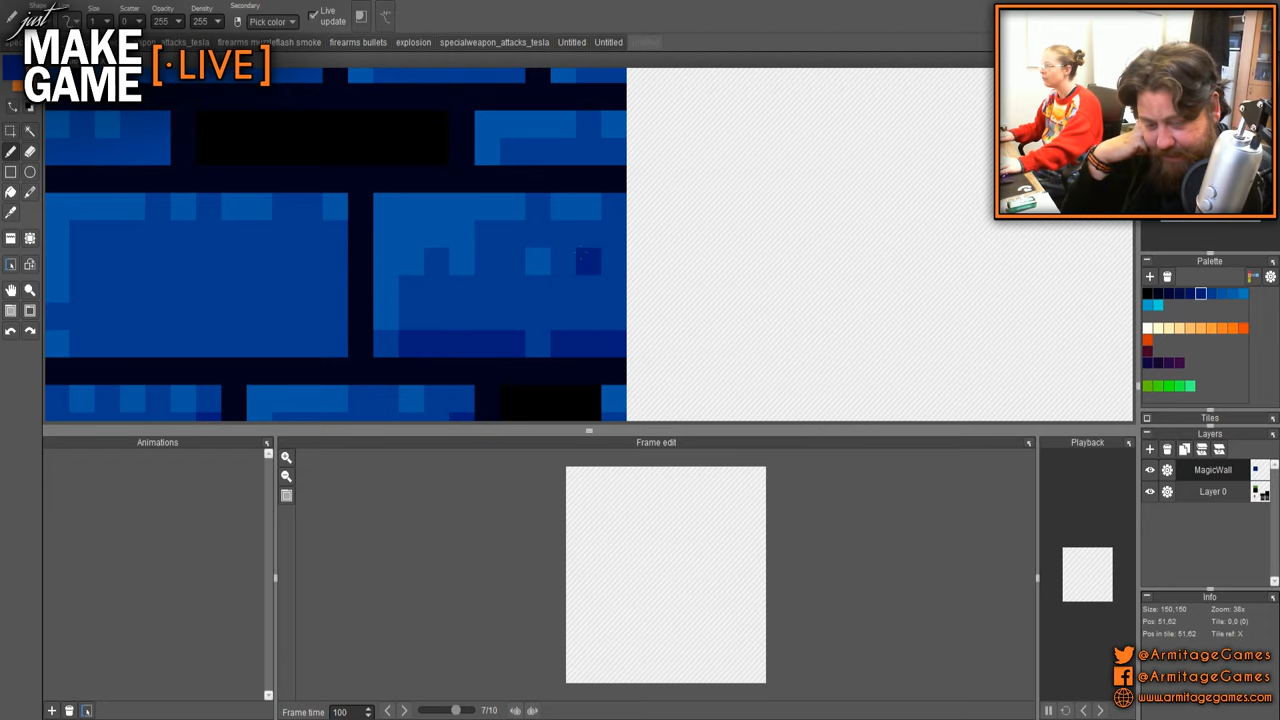 Shape
Size
Scatter
Opacity
Density
Secondary
1
0
255
255
Pick color
Live
update
just
MAKE
GAME
[·LIVE]
firearms muzzleflash smoke
firearms bullets
explosion
specialweapon_attacks_tesla
Untitled
Untitled
Palette
Tiles
Layers
MagicWall
Layer 0
Animations
Frame edit
Playback
Info
Size: 150,150
Zoom: 38x
Pos: 51,62
Tile: 0,0 (0)
Pos in tile: 51,62
Tile ref: X
@ArmitageGames
@ArmitageGames
www.armitagegames.com
Frame time
100
7/10